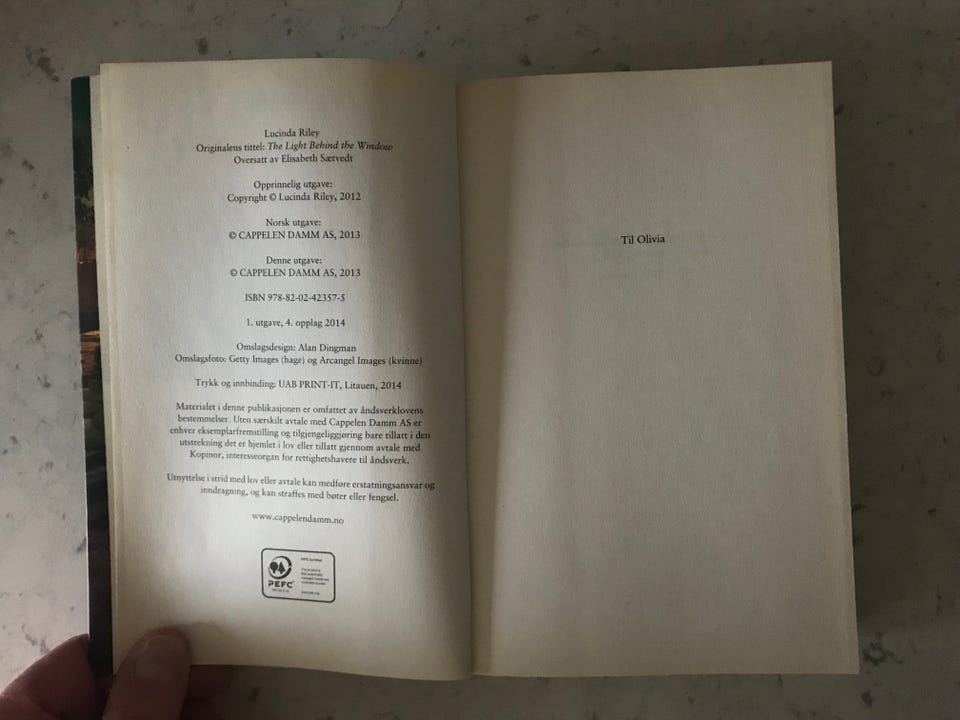 Lucinda Riley
Originalens tittel: The Light Behind the Window
Oversatt av Elisabeth Sætvedt
Opprinnelig utgave:
Copyright © Lucinda Riley, 2012
Norsk utgave:
© CAPPELEN DAMM AS, 2013
Denne utgave:
© CAPPELEN DAMM AS, 2013
ISBN 978-82-02-42357-5
1. utgave, 4. opplag 2014
Omslagsdesign: Alan Dingman
Omslagsfoto: Getty Images (hage) og Arcangel Images (kvinne)
Trykk og innbinding: UAB PRINT-IT, Litauen, 2014
Materialet i denne publikasjonen er omfattet av åndsverklovens
bestemmelser. Uten særskilt avtale med Cappelen Damm AS er
enhver eksemplarfremstilling og tilgjengeliggjøring bare tillatt i den
utstrekning det er hjemlet i lov eller tillatt gjennom avtale med
Kopinor, interesseorgan for rettighetshavere til åndsverk.
Utnyttelse i strid med lov eller avtale kan medføre erstatningsansvar og
inndragning, og kan straffes med bøter eller fengsel.
www.cappelendamm.no
PEFC
Til Olivia